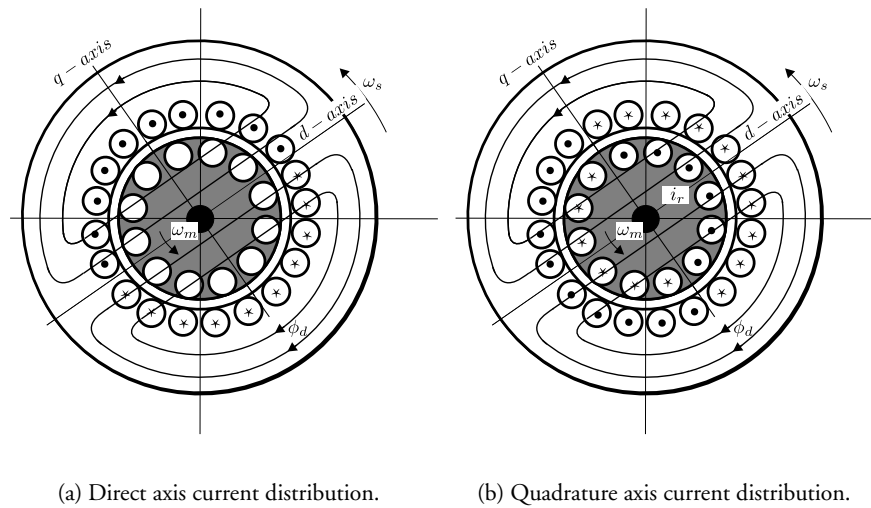 q − axis
d − axis
ω_s
ω_m
ϕ_d
q − axis
d − axis
ω_s
i_r
ω_m
ϕ_d
(a) Direct axis current distribution.
(b) Quadrature axis current distribution.